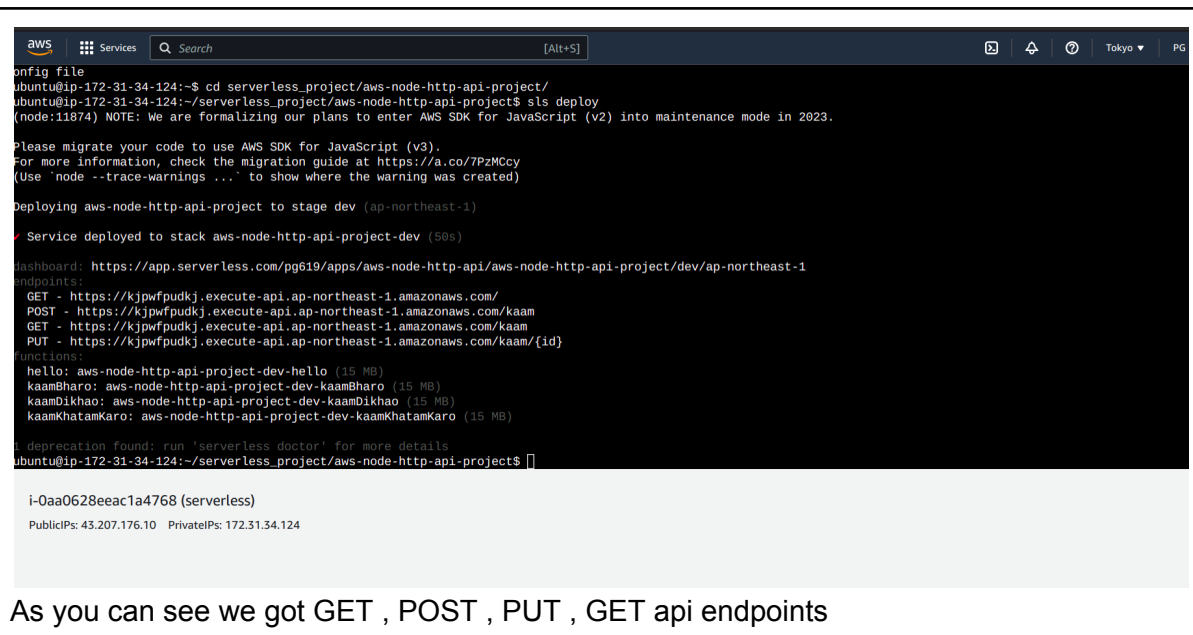 aws Services Search [Alt+S] Tokyo ▼ PG
onfig file
ubuntu@ip-172-31-34-124:~$ cd serverless_project/aws-node-http-api-project/
ubuntu@ip-172-31-34-124:~/serverless_project/aws-node-http-api-project$ sls deploy
(node:11874) NOTE: We are formalizing our plans to enter AWS SDK for JavaScript (v2) into maintenance mode in 2023.
Please migrate your code to use AWS SDK for JavaScript (v3).
For more information, check the migration guide at https://a.co/7PzMCcy
(Use `node --trace-warnings ...` to show where the warning was created)
Deploying aws-node-http-api-project to stage dev (ap-northeast-1)
✔ Service deployed to stack aws-node-http-api-project-dev (50s)
dashboard: https://app.serverless.com/pg619/apps/aws-node-http-api/aws-node-http-api-project/dev/ap-northeast-1
endpoints:
GET - https://kjpwfpudkj.execute-api.ap-northeast-1.amazonaws.com/
POST - https://kjpwfpudkj.execute-api.ap-northeast-1.amazonaws.com/kaam
GET - https://kjpwfpudkj.execute-api.ap-northeast-1.amazonaws.com/kaam
PUT - https://kjpwfpudkj.execute-api.ap-northeast-1.amazonaws.com/kaam/{id}
functions:
hello: aws-node-http-api-project-dev-hello (15 MB)
kaamBharo: aws-node-http-api-project-dev-kaamBharo (15 MB)
kaamDikhao: aws-node-http-api-project-dev-kaamDikhao (15 MB)
kaamKhatamKaro: aws-node-http-api-project-dev-kaamKhatamKaro (15 MB)
1 deprecation found: run 'serverless doctor' for more details
ubuntu@ip-172-31-34-124:~/serverless_project/aws-node-http-api-project$
i-0aa0628eeac1a4768 (serverless)
PublicIPs: 43.207.176.10 PrivateIPs: 172.31.34.124
As you can see we got GET , POST , PUT , GET api endpoints